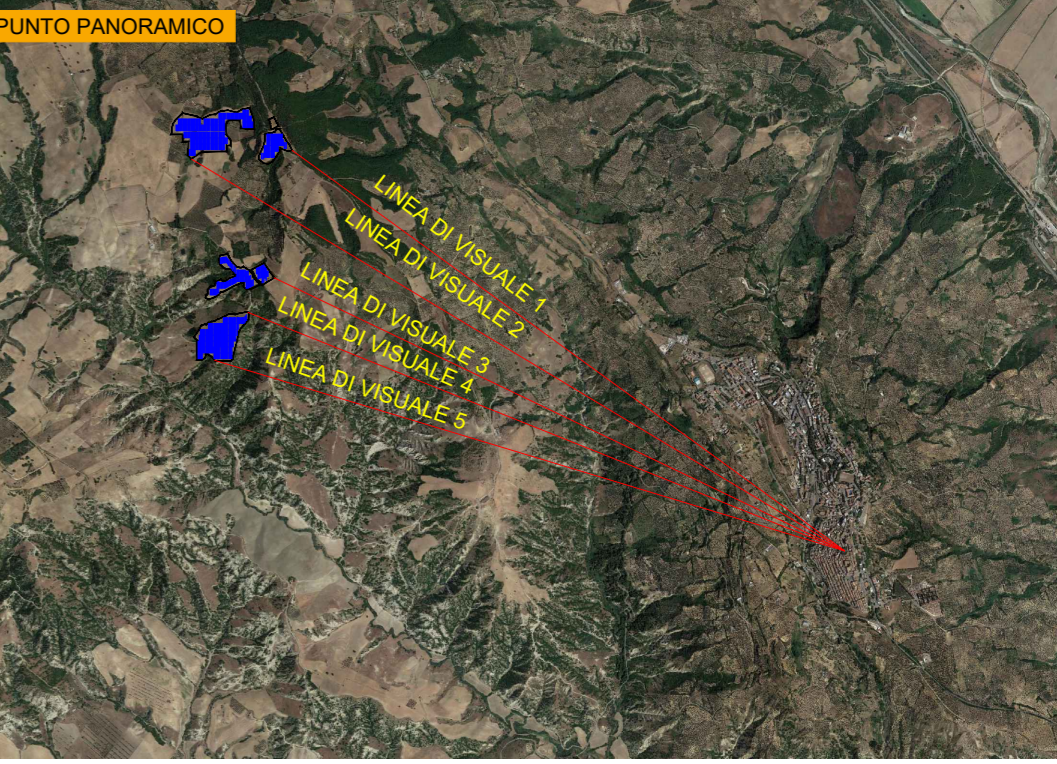 PUNTO PANORAMICO
LINEA DI VISUALE 1
LINEA DI VISUALE 2
LINEA DI VISUALE 3
LINEA DI VISUALE 4
LINEA DI VISUALE 5